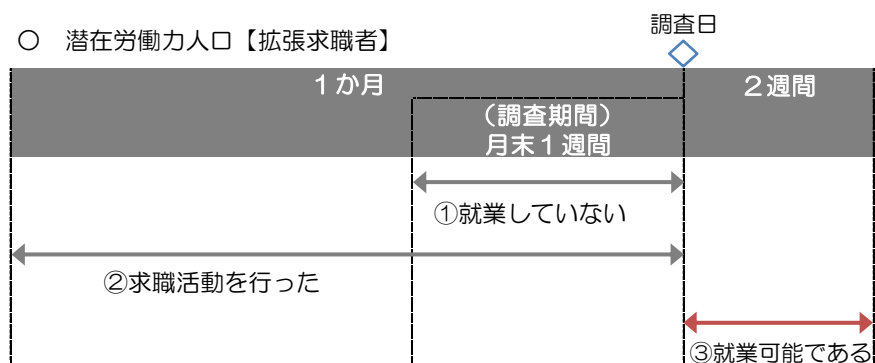 調査日
○ 潜在労働力人口【拡張求職者】
１か月
２週間
（調査期間）
月末１週間
①就業していない
②求職活動を行った
③就業可能である